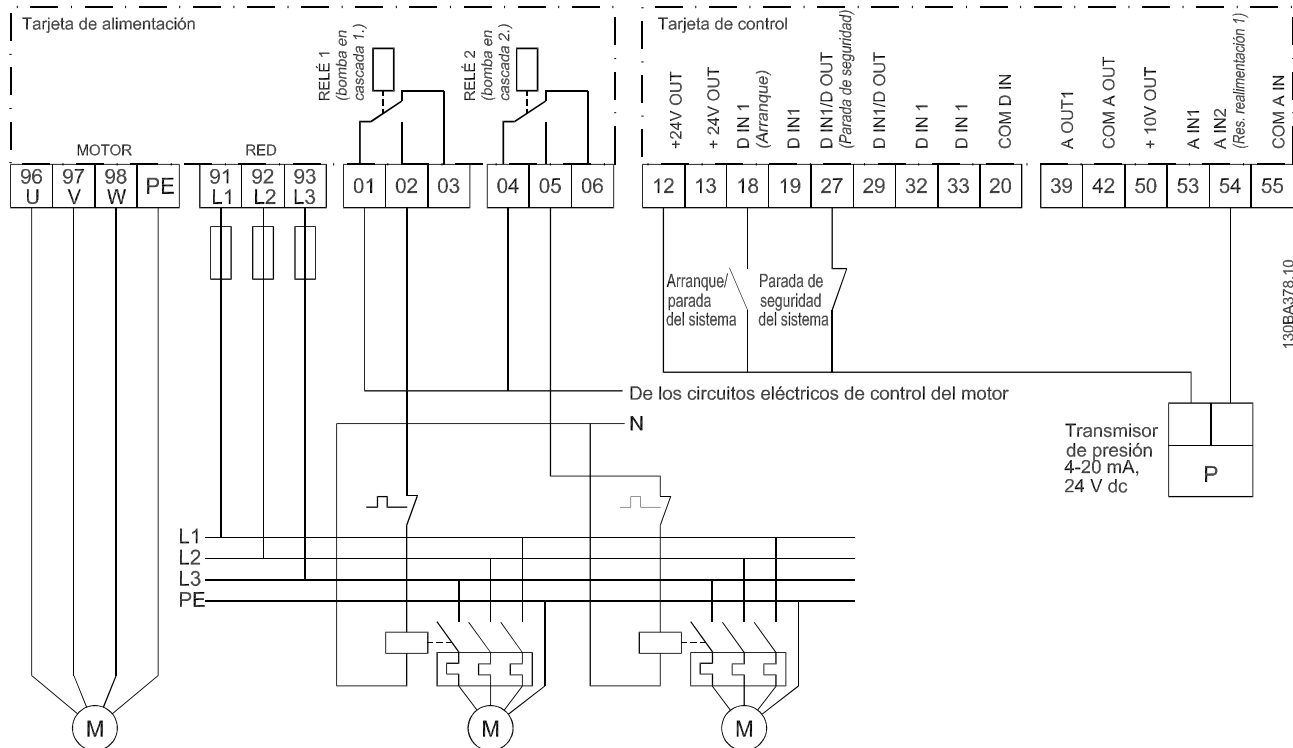 Tarjeta de alimentación
RELÉ 1
(bomba en
cascada 1.)
RELÉ 2
(bomba en
cascada 2.)
MOTOR
RED
96
U
97
V
98
W
PE
91
L1
92
L2
93
L3
01
02
03
04
05
06
Tarjeta de control
+24V OUT
+ 24V OUT
D IN 1
(Arranque)
D IN1
D IN1/D OUT
(Parada de seguridad)
D IN1/D OUT
D IN 1
D IN 1
COM D IN
A OUT1
COM A OUT
+ 10V OUT
A IN1
A IN2
(Res. realimentación 1)
COM A IN
12
13
18
19
27
29
32
33
20
39
42
50
53
54
55
Arranque/
parada
del sistema
Parada de
seguridad
del sistema
130BA378.10
De los circuitos eléctricos de control del motor
N
Transmisor
de presión
4-20 mA,
24 V dc
P
L1
L2
L3
PE
M
M
M